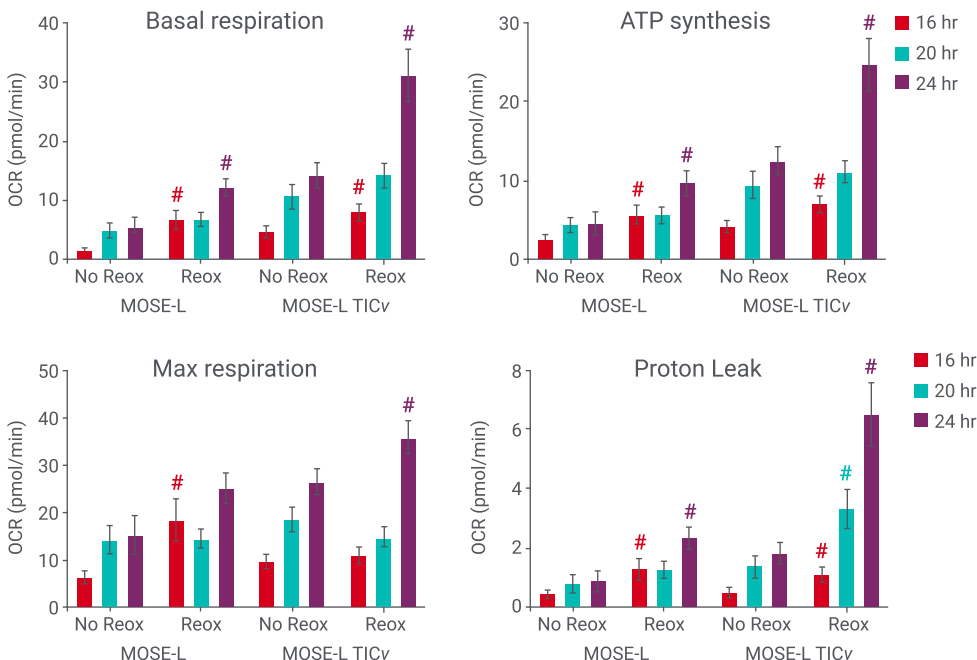 Basal respiration
OCR (pmol/min)
40
30
20
10
0
#
#
#
#
No Reox Reox No Reox Reox
MOSE-L MOSE-L TICv
ATP synthesis
OCR (pmol/min)
30
20
10
0
#
#
#
#
No Reox Reox No Reox Reox
MOSE-L MOSE-L TICv
16 hr
20 hr
24 hr
Max respiration
OCR (pmol/min)
50
40
30
20
10
0
#
#
No Reox Reox No Reox Reox
MOSE-L MOSE-L TICv
Proton Leak
OCR (pmol/min)
8
6
4
2
0
#
#
#
#
#
No Reox Reox No Reox Reox
MOSE-L MOSE-L TICv
16 hr
20 hr
24 hr